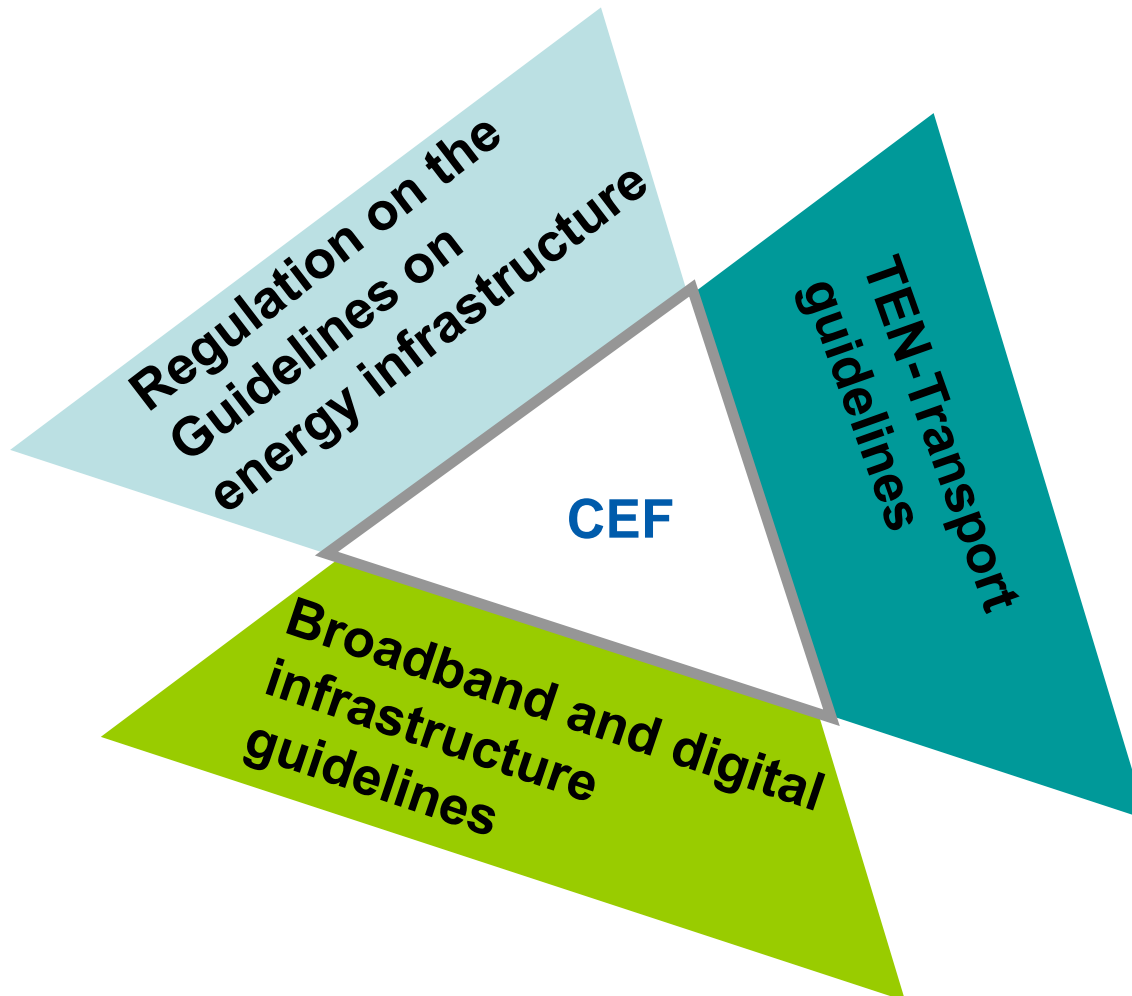 Regulation on the
Guidelines on
energy infrastructure
TEN-Transport
guidelines
CEF
Broadband and digital
infrastructure
guidelines